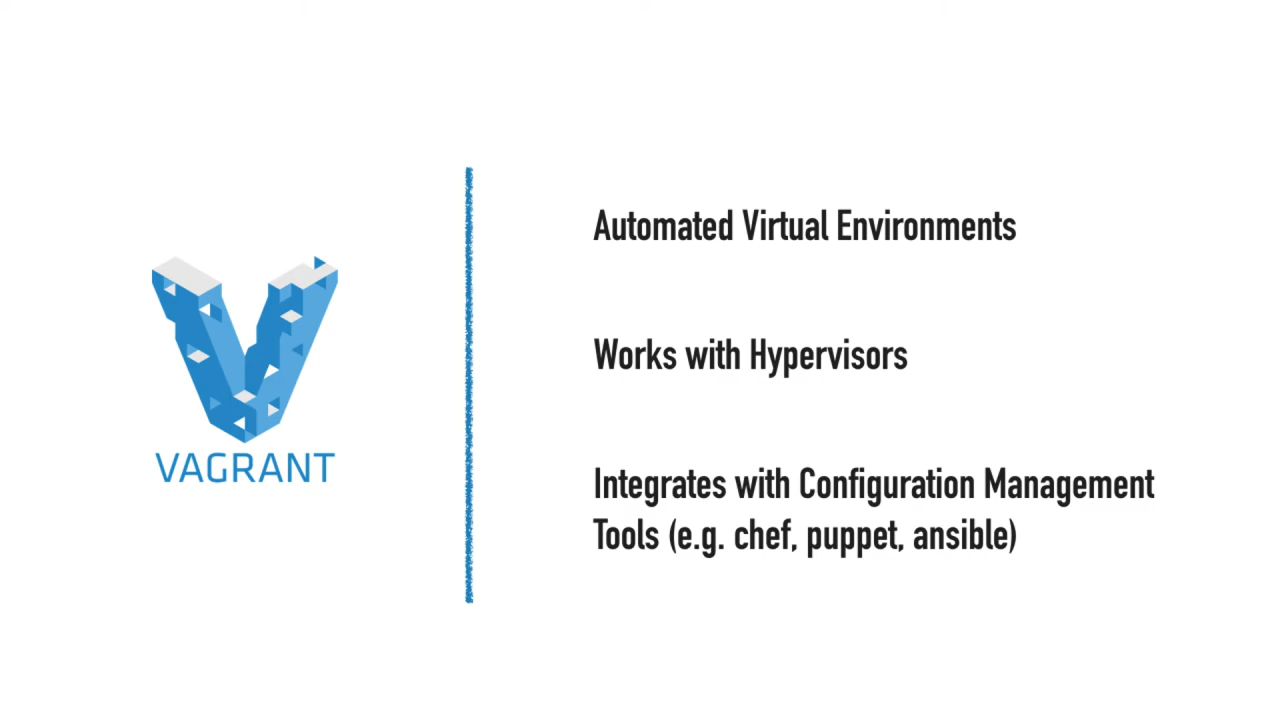 VAGRANT
Automated Virtual Environments
Works with Hypervisors
Integrates with Configuration Management
Tools (e.g. chef, puppet, ansible)